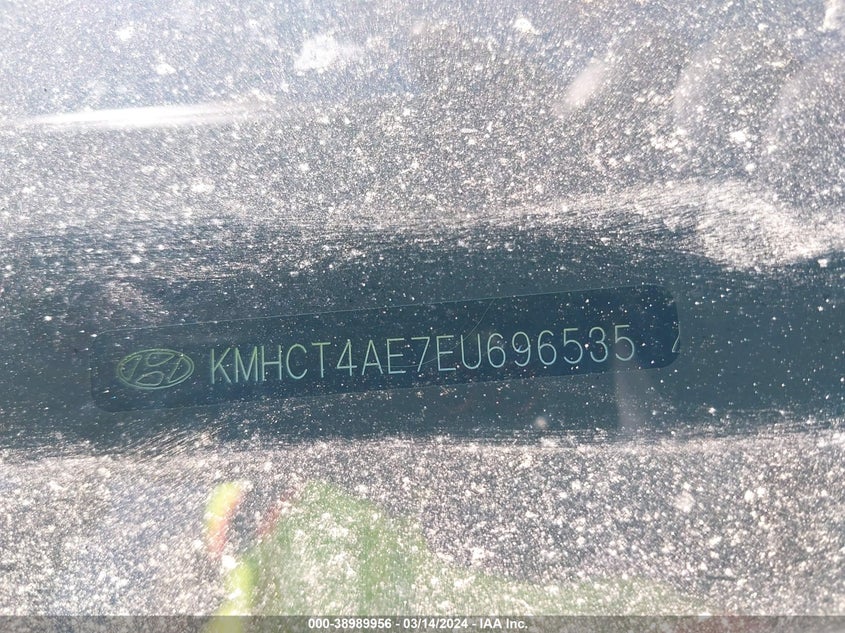 KMHCT4AE7EU696535
000-38989956 - 03/14/2024 - IAA Inc.